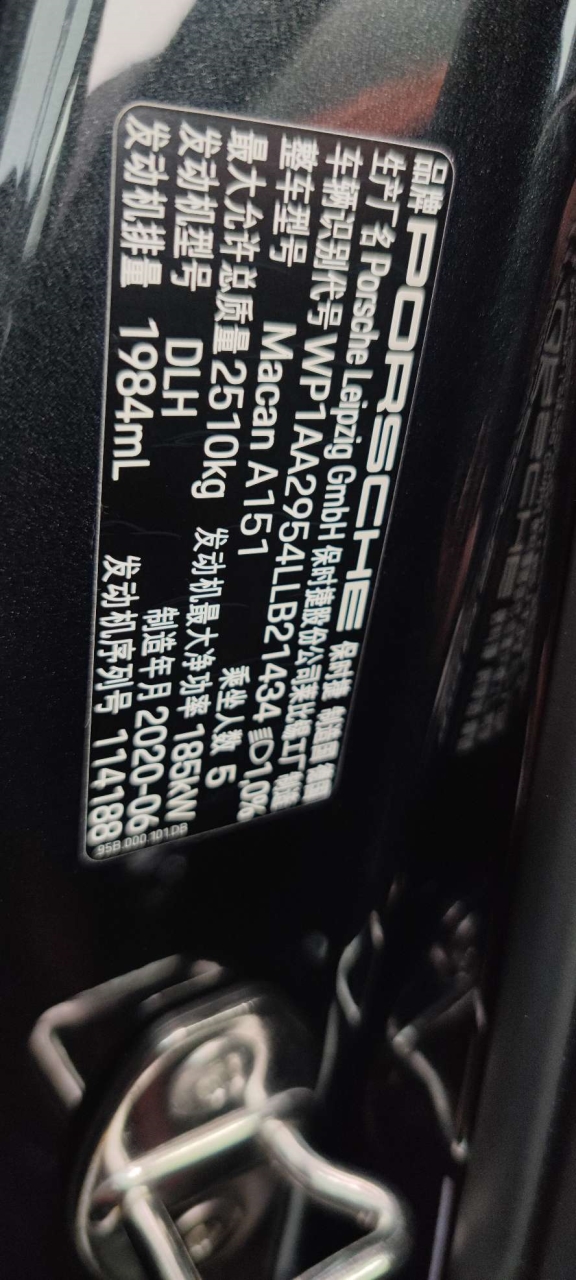 品牌 PORSCHE 保时捷 制造国 德国
生产厂名 Porsche Leipzig GmbH 保时捷股份公司莱比锡工厂 制造
车辆识别代号 WP1AA2954LLB21434 1,0%
整车型号 Macan A151 乘坐人数 5
最大允许总质量 2510kg 发动机最大净功率 185kW
发动机型号 DLH 制造年月 2020-06
发动机排量 1984mL 发动机序列号 114188
95B.000.101.DB